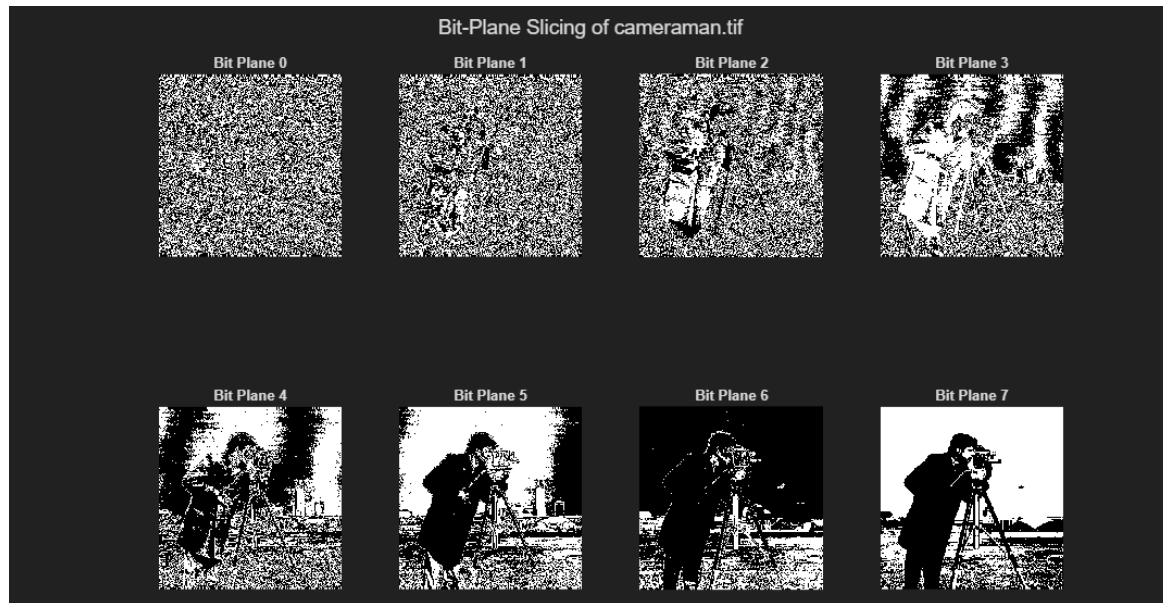 Bit-Plane Slicing of cameraman.tif
Bit Plane 0
Bit Plane 1
Bit Plane 2
Bit Plane 3
Bit Plane 4
Bit Plane 5
Bit Plane 6
Bit Plane 7